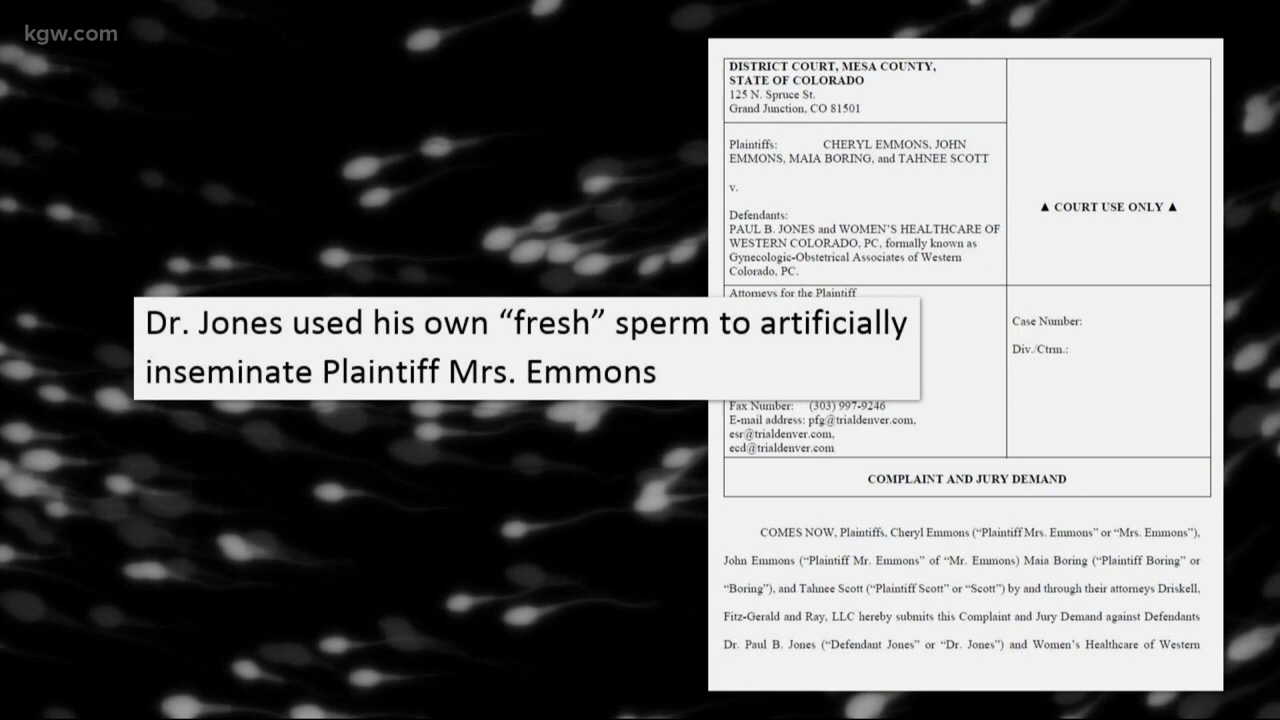 kgw.com
DISTRICT COURT, MESA COUNTY,
STATE OF COLORADO
125 N. Spruce St.
Grand Junction, CO 81501
Plaintiffs: CHERYL EMMONS, JOHN
EMMONS, MAIA BORING, and TAHNEE SCOTT
v.
Defendants:
PAUL B. JONES and WOMEN'S HEALTHCARE OF
WESTERN COLORADO, PC, formally known as
Gynecologic-Obstetrical Associates of Western
Colorado, PC.
▲ COURT USE ONLY ▲
Attorneys for the Plaintiff
Dr. Jones used his own “fresh” sperm to artificially
inseminate Plaintiff Mrs. Emmons
Fax Number: (303) 997-9246
E-mail address: pfg@trialdenver.com,
esr@trialdenver.com,
ecd@trialdenver.com
Case Number:
Div./Ctrm.:
COMPLAINT AND JURY DEMAND
COMES NOW, Plaintiffs, Cheryl Emmons (“Plaintiff Mrs. Emmons” or “Mrs. Emmons”),
John Emmons (“Plaintiff Mr. Emmons” of “Mr. Emmons) Maia Boring (“Plaintiff Boring” or
“Boring”), and Tahnee Scott (“Plaintiff Scott” or “Scott”) by and through their attorneys Driskell,
Fitz-Gerald and Ray, LLC hereby submits this Complaint and Jury Demand against Defendants
Dr. Paul B. Jones (“Defendant Jones” or “Dr. Jones”) and Women’s Healthcare of Western